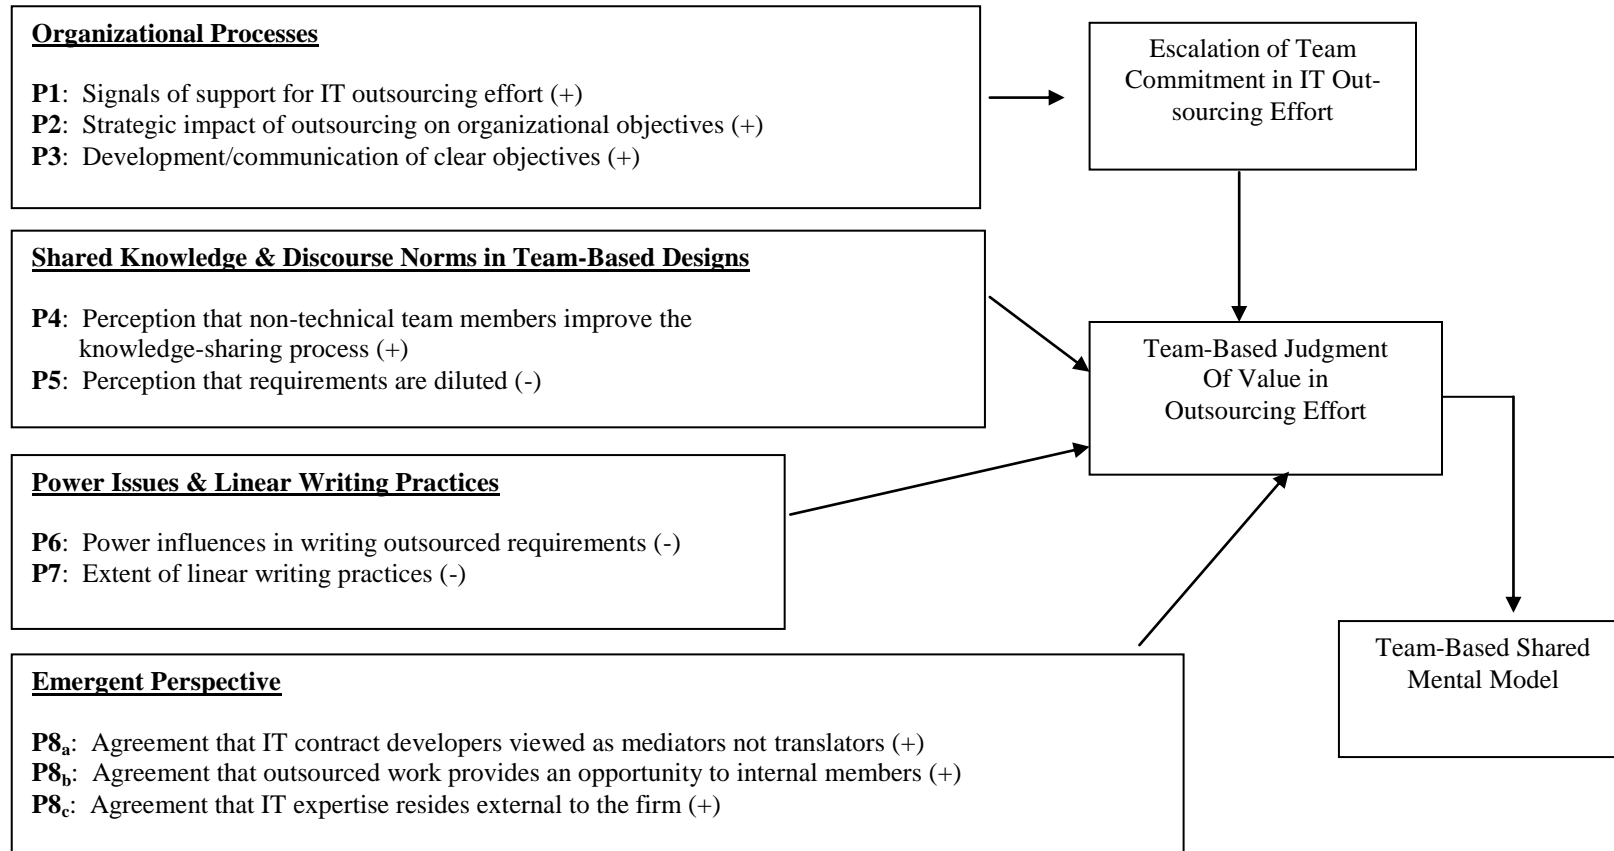 Organizational Processes
P1: Signals of support for IT outsourcing effort (+)
P2: Strategic impact of outsourcing on organizational objectives (+)
P3: Development/communication of clear objectives (+)
Escalation of Team
Commitment in IT Out-
sourcing Effort
Shared Knowledge & Discourse Norms in Team-Based Designs
P4: Perception that non-technical team members improve the
knowledge-sharing process (+)
P5: Perception that requirements are diluted (-)
Team-Based Judgment
Of Value in
Outsourcing Effort
Power Issues & Linear Writing Practices
P6: Power influences in writing outsourced requirements (-)
P7: Extent of linear writing practices (-)
Team-Based Shared
Mental Model
Emergent Perspective
P8a: Agreement that IT contract developers viewed as mediators not translators (+)
P8b: Agreement that outsourced work provides an opportunity to internal members (+)
P8c: Agreement that IT expertise resides external to the firm (+)